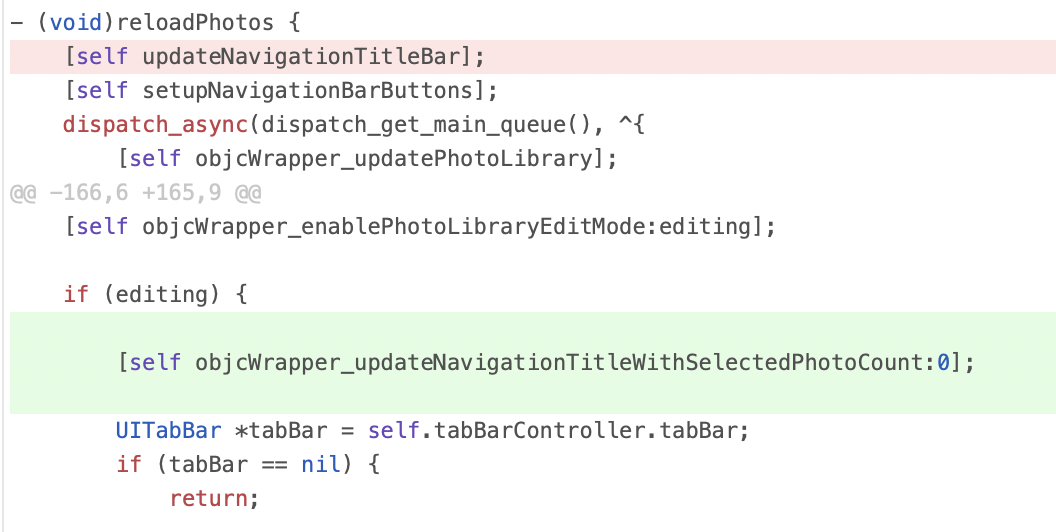 - (void)reloadPhotos {
    [self updateNavigationTitleBar];
    [self setupNavigationBarButtons];
    dispatch_async(dispatch_get_main_queue(), ^{
        [self objcWrapper_updatePhotoLibrary];
@@ -166,6 +165,9 @@
    [self objcWrapper_enablePhotoLibraryEditMode:editing];
    if (editing) {
        [self objcWrapper_updateNavigationTitleWithSelectedPhotoCount:0];
        UITabBar *tabBar = self.tabBarController.tabBar;
        if (tabBar == nil) {
            return;